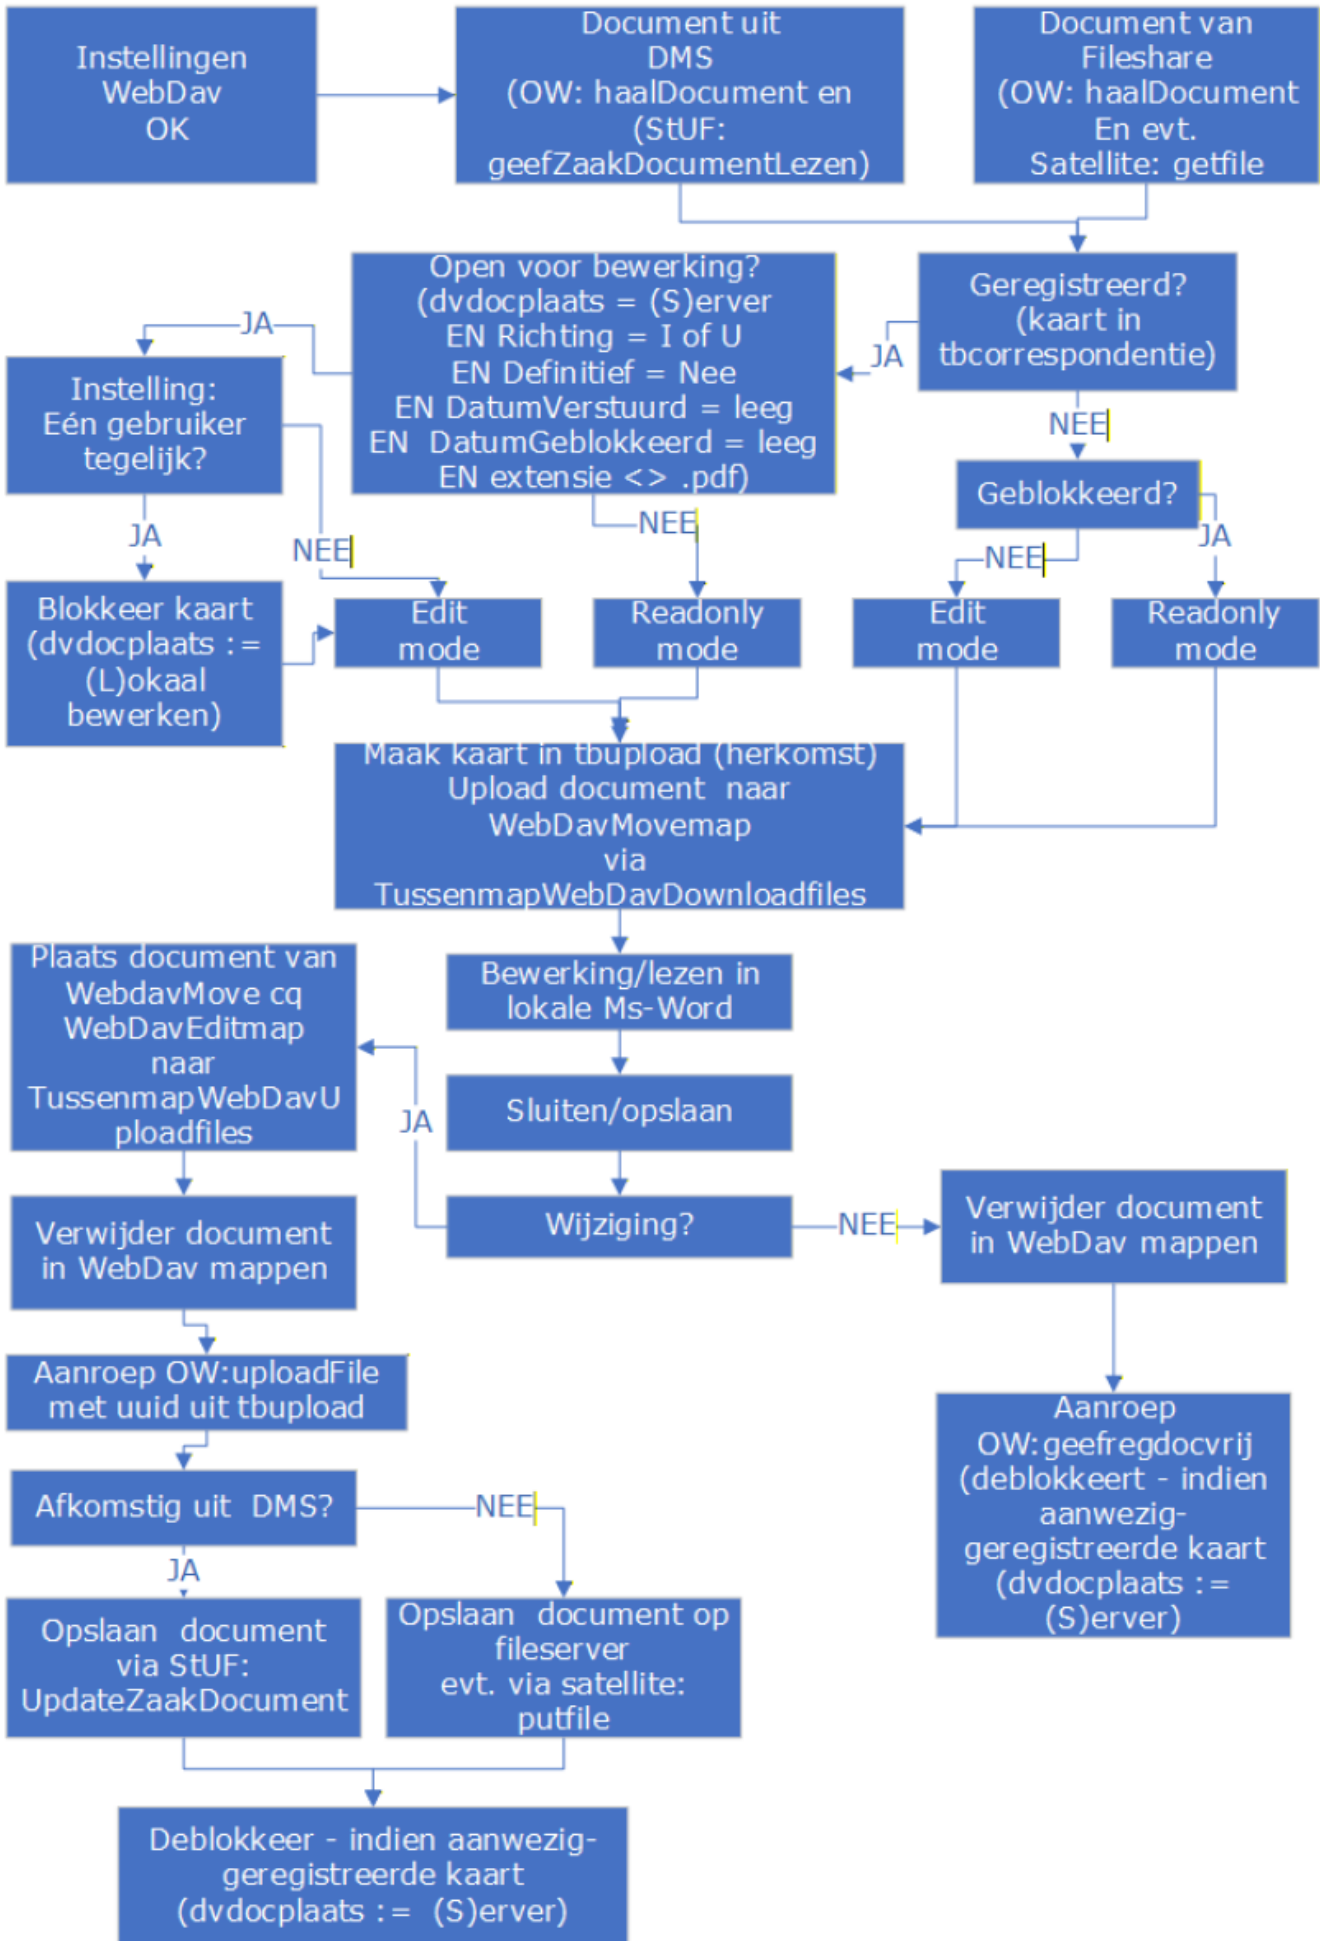 Instellingen
WebDav
OK
Document uit
DMS
(OW: haalDocument en
(StUF:
geefZaakDocumentLezen)
Document van
Fileshare
(OW: haalDocument
En evt.
Satellite: getfile
Geregistreerd?
(kaart in
tbcorrespondentie)
JA
NEE
Open voor bewerking?
(dvdocplaats = (S)erver
EN Richting = I of U
EN Definitief = Nee
EN DatumVerstuurd = leeg
EN  DatumGeblokkeerd = leeg
EN extensie <> .pdf)
JA
NEE
Instelling:
Eén gebruiker
tegelijk?
JA
NEE
Geblokkeerd?
NEE
JA
Blokkeer kaart
(dvdocplaats :=
(L)okaal
bewerken)
Edit
mode
Readonly
mode
Edit
mode
Readonly
mode
Maak kaart in tbupload (herkomst)
Upload document  naar
WebDavMovemap
via
TussenmapWebDavDownloadfiles
Bewerking/lezen in
lokale Ms-Word
Sluiten/opslaan
Wijziging?
JA
NEE
Plaats document van
WebdavMove cq
WebDavEditmap
naar
TussenmapWebDavU
ploadfiles
Verwijder document
in WebDav mappen
Verwijder document
in WebDav mappen
Aanroep OW:uploadFile
met uuid uit tbupload
Aanroep
OW:geefregdocvrij
(deblokkeert - indien
aanwezig-
geregistreerde kaart
(dvdocplaats :=
(S)erver)
Afkomstig uit  DMS?
NEE
JA
Opslaan  document
via StUF:
UpdateZaakDocument
Opslaan  document op
fileserver
evt. via satellite:
putfile
Deblokkeer - indien aanwezig-
geregistreerde kaart
(dvdocplaats :=  (S)erver)